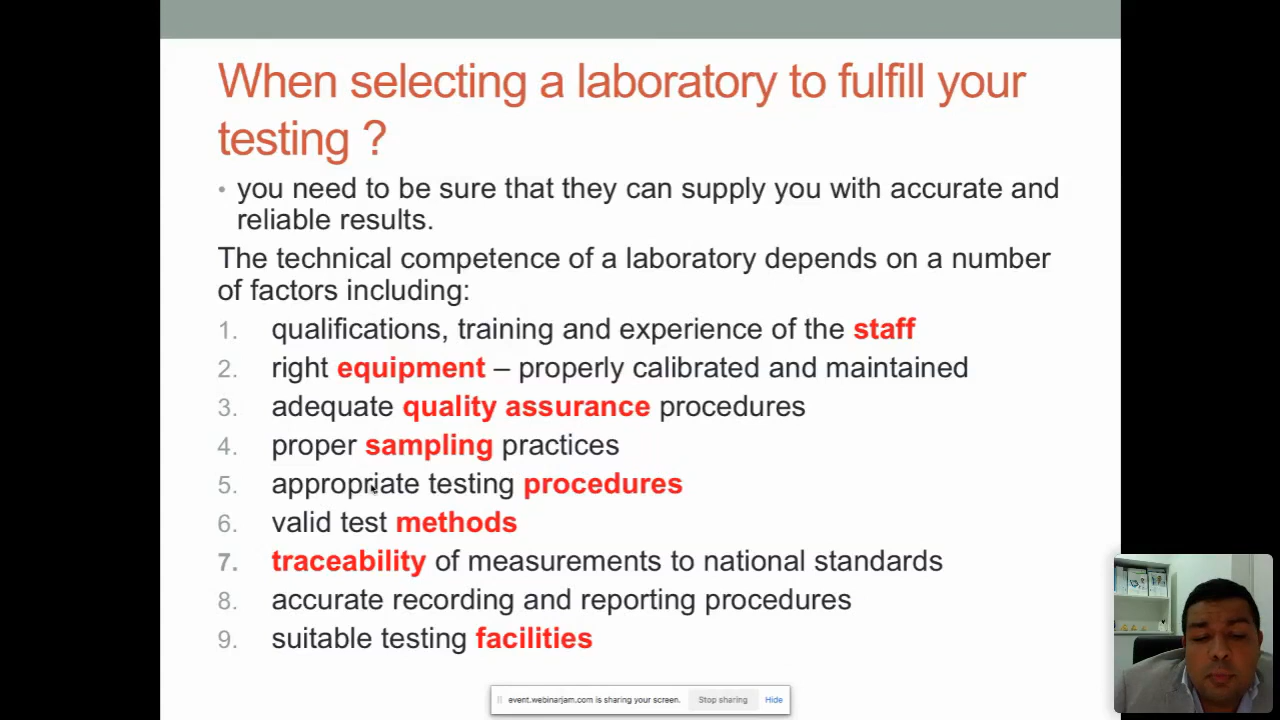 When selecting a laboratory to fulfill your
testing ?
• you need to be sure that they can supply you with accurate and
reliable results.
The technical competence of a laboratory depends on a number
of factors including:
1. qualifications, training and experience of the staff
2. right equipment – properly calibrated and maintained
3. adequate quality assurance procedures
4. proper sampling practices
5. appropriate testing procedures
6. valid test methods
7. traceability of measurements to national standards
8. accurate recording and reporting procedures
9. suitable testing facilities
event.webinarjam.com is sharing your screen. Stop sharing Hide